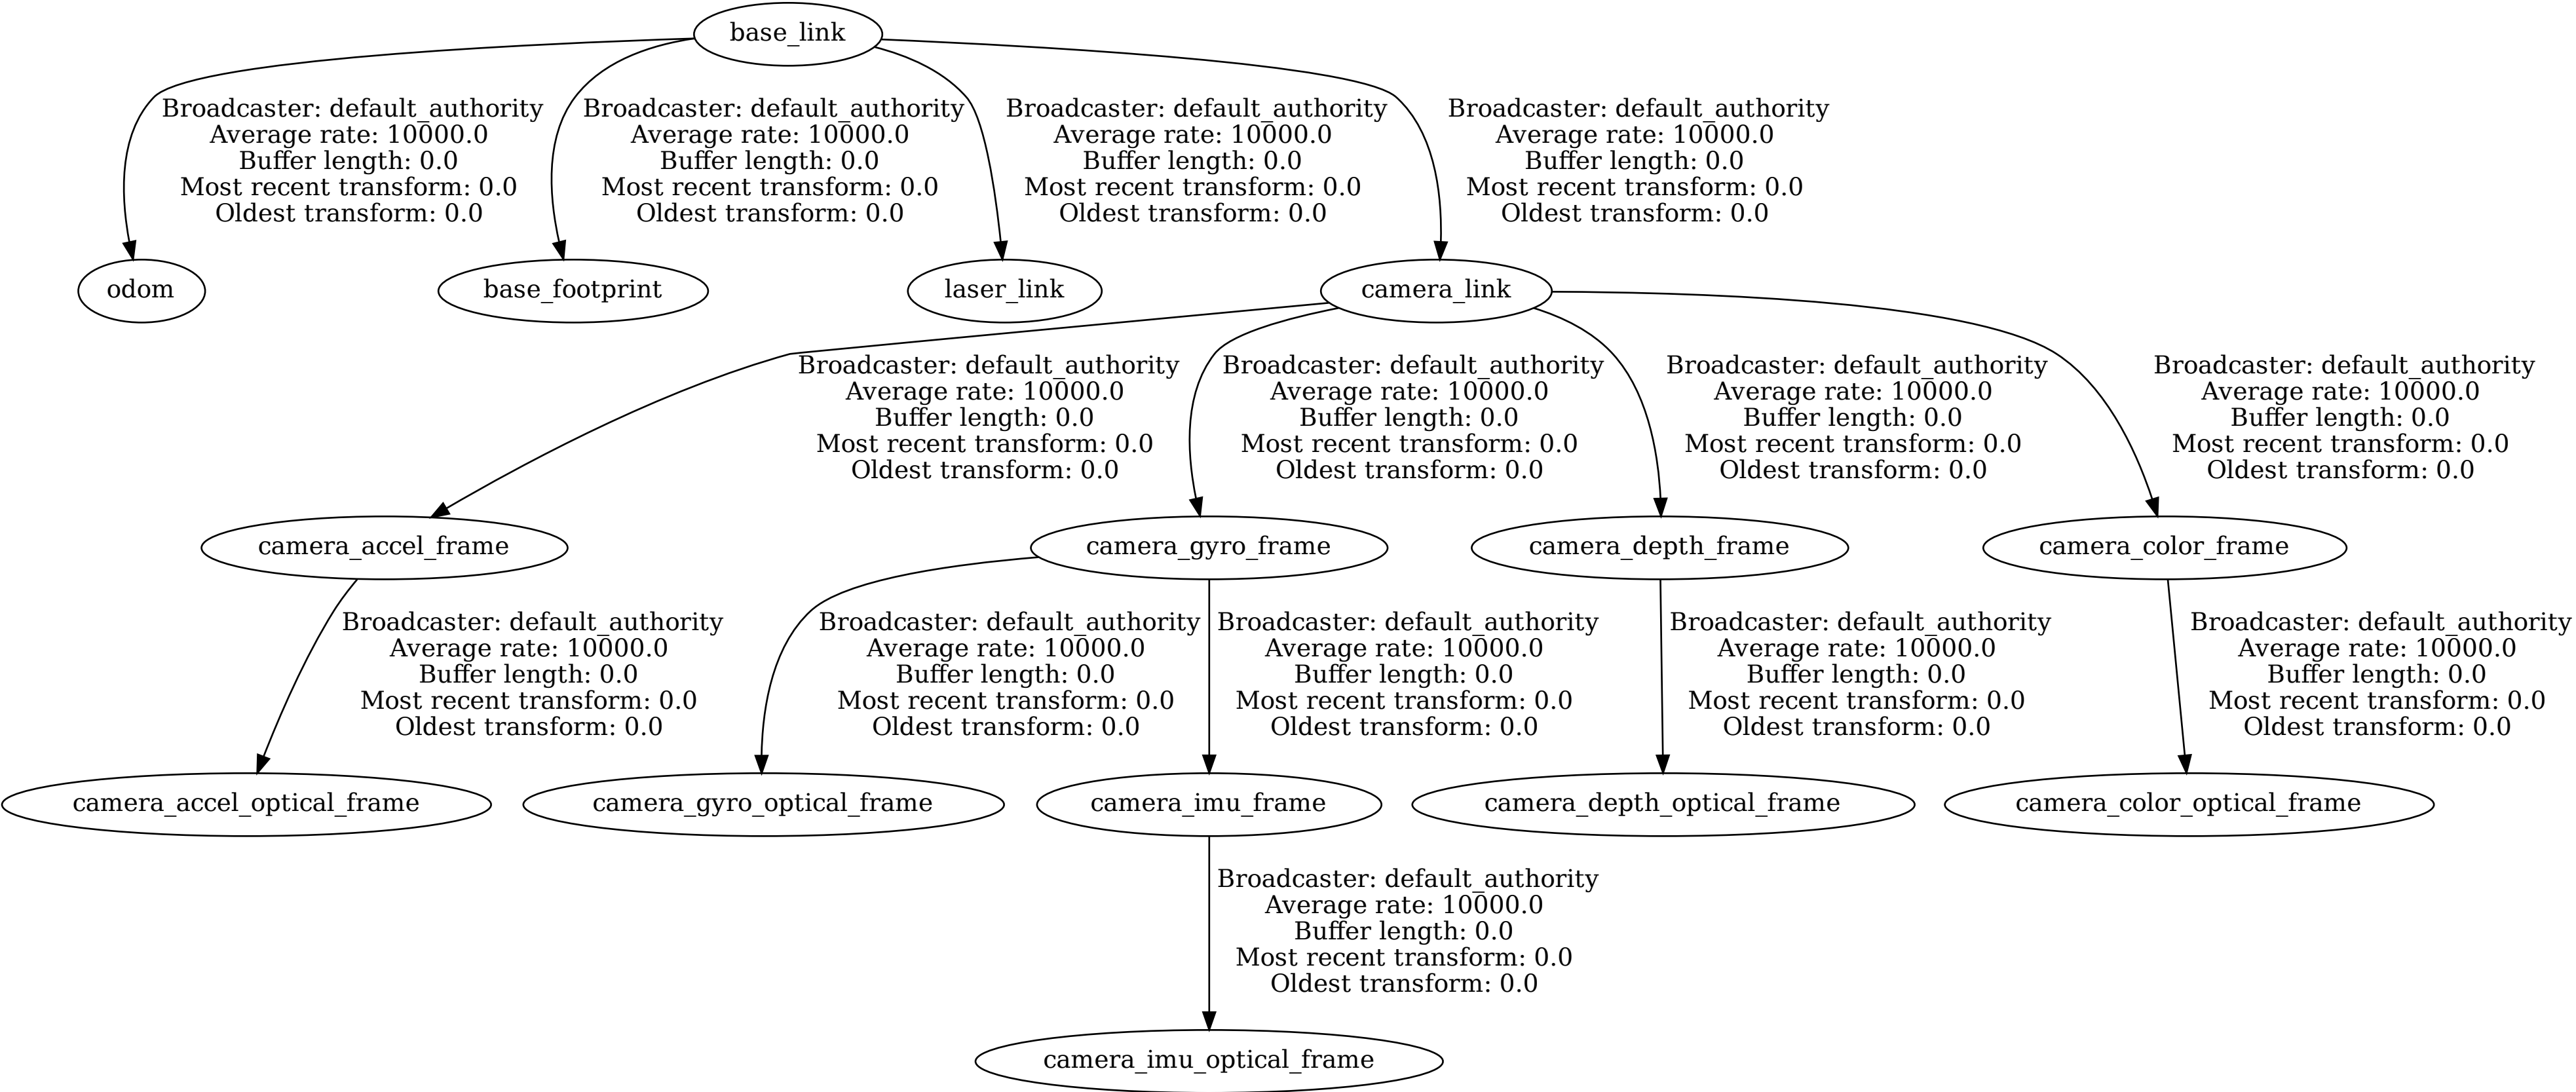 base_link
Broadcaster: default_authority
Average rate: 10000.0
Buffer length: 0.0
Most recent transform: 0.0
Oldest transform: 0.0
Broadcaster: default_authority
Average rate: 10000.0
Buffer length: 0.0
Most recent transform: 0.0
Oldest transform: 0.0
Broadcaster: default_authority
Average rate: 10000.0
Buffer length: 0.0
Most recent transform: 0.0
Oldest transform: 0.0
Broadcaster: default_authority
Average rate: 10000.0
Buffer length: 0.0
Most recent transform: 0.0
Oldest transform: 0.0
odom
base_footprint
laser_link
camera_link
Broadcaster: default_authority
Average rate: 10000.0
Buffer length: 0.0
Most recent transform: 0.0
Oldest transform: 0.0
Broadcaster: default_authority
Average rate: 10000.0
Buffer length: 0.0
Most recent transform: 0.0
Oldest transform: 0.0
Broadcaster: default_authority
Average rate: 10000.0
Buffer length: 0.0
Most recent transform: 0.0
Oldest transform: 0.0
Broadcaster: default_authority
Average rate: 10000.0
Buffer length: 0.0
Most recent transform: 0.0
Oldest transform: 0.0
camera_accel_frame
camera_gyro_frame
camera_depth_frame
camera_color_frame
Broadcaster: default_authority
Average rate: 10000.0
Buffer length: 0.0
Most recent transform: 0.0
Oldest transform: 0.0
Broadcaster: default_authority
Average rate: 10000.0
Buffer length: 0.0
Most recent transform: 0.0
Oldest transform: 0.0
Broadcaster: default_authority
Average rate: 10000.0
Buffer length: 0.0
Most recent transform: 0.0
Oldest transform: 0.0
Broadcaster: default_authority
Average rate: 10000.0
Buffer length: 0.0
Most recent transform: 0.0
Oldest transform: 0.0
Broadcaster: default_authority
Average rate: 10000.0
Buffer length: 0.0
Most recent transform: 0.0
Oldest transform: 0.0
camera_accel_optical_frame
camera_gyro_optical_frame
camera_imu_frame
camera_depth_optical_frame
camera_color_optical_frame
Broadcaster: default_authority
Average rate: 10000.0
Buffer length: 0.0
Most recent transform: 0.0
Oldest transform: 0.0
camera_imu_optical_frame